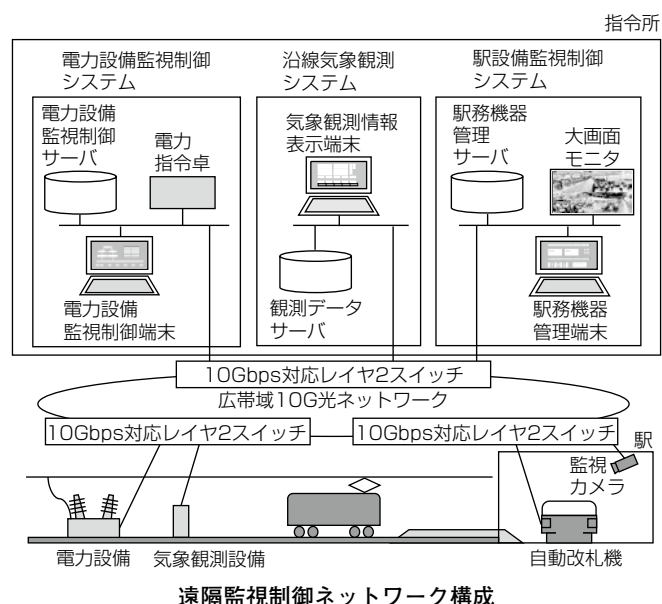 指令所
電力設備監視制御
システム
沿線気象観測
システム
駅設備監視制御
システム
電力設備
監視制御
サーバ
電力
指令卓
電力設備
監視制御端末
気象観測情報
表示端末
観測データ
サーバ
駅務機器
管理
サーバ
大画面
モニタ
駅務機器
管理端末
10Gbps対応レイヤ2スイッチ
広帯域10G光ネットワーク
10Gbps対応レイヤ2スイッチ
10Gbps対応レイヤ2スイッチ
駅
監視
カメラ
電力設備
気象観測設備
自動改札機
遠隔監視制御ネットワーク構成